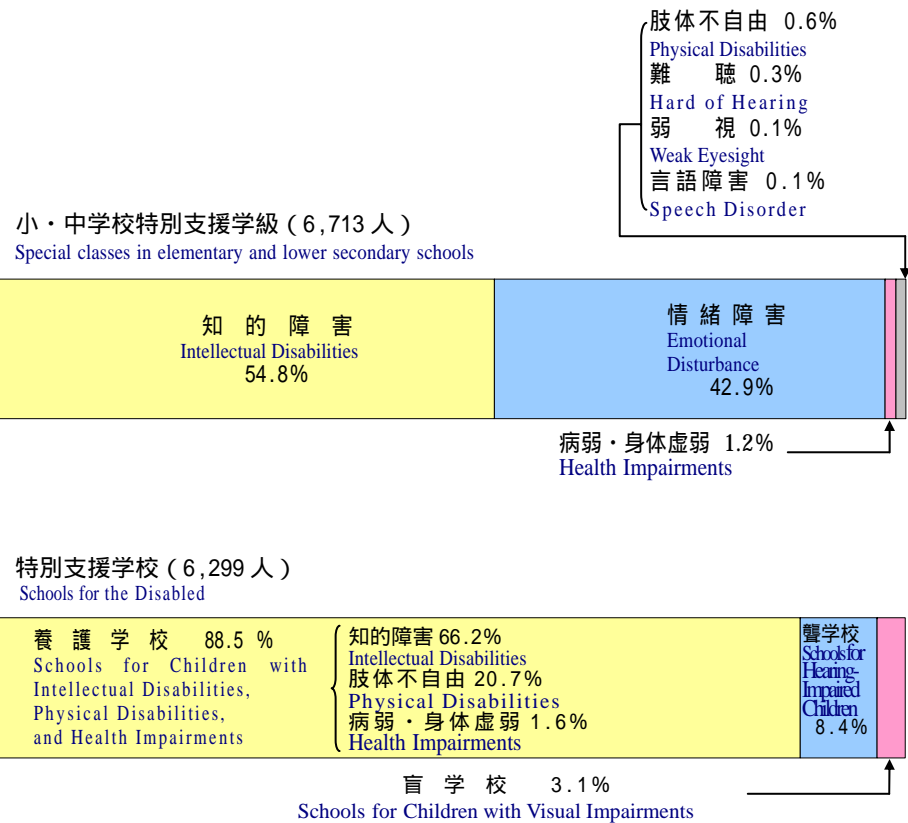 肢体不自由 0.6%
Physical Disabilities
難 聴 0.3%
Hard of Hearing
弱 視 0.1%
Weak Eyesight
言語障害 0.1%
Speech Disorder
小・中学校特別支援学級(6,713人)
Special classes in elementary and lower secondary schools
知的障害
Intellectual Disabilities
54.8%
情緒障害
Emotional
Disturbance
42.9%
病弱・身体虚弱 1.2%
Health Impairments
特別支援学校(6,299人)
Schools for the Disabled
養護学校 88.5 %
Schools for Children with
Intellectual Disabilities,
Physical Disabilities,
and Health Impairments
知的障害 66.2%
Intellectual Disabilities
肢体不自由 20.7%
Physical Disabilities
病弱・身体虚弱 1.6%
Health Impairments
聾学校
Schools for
Hearing-
Impaired
Children
8.4%
盲学校 3.1%
Schools for Children with Visual Impairments